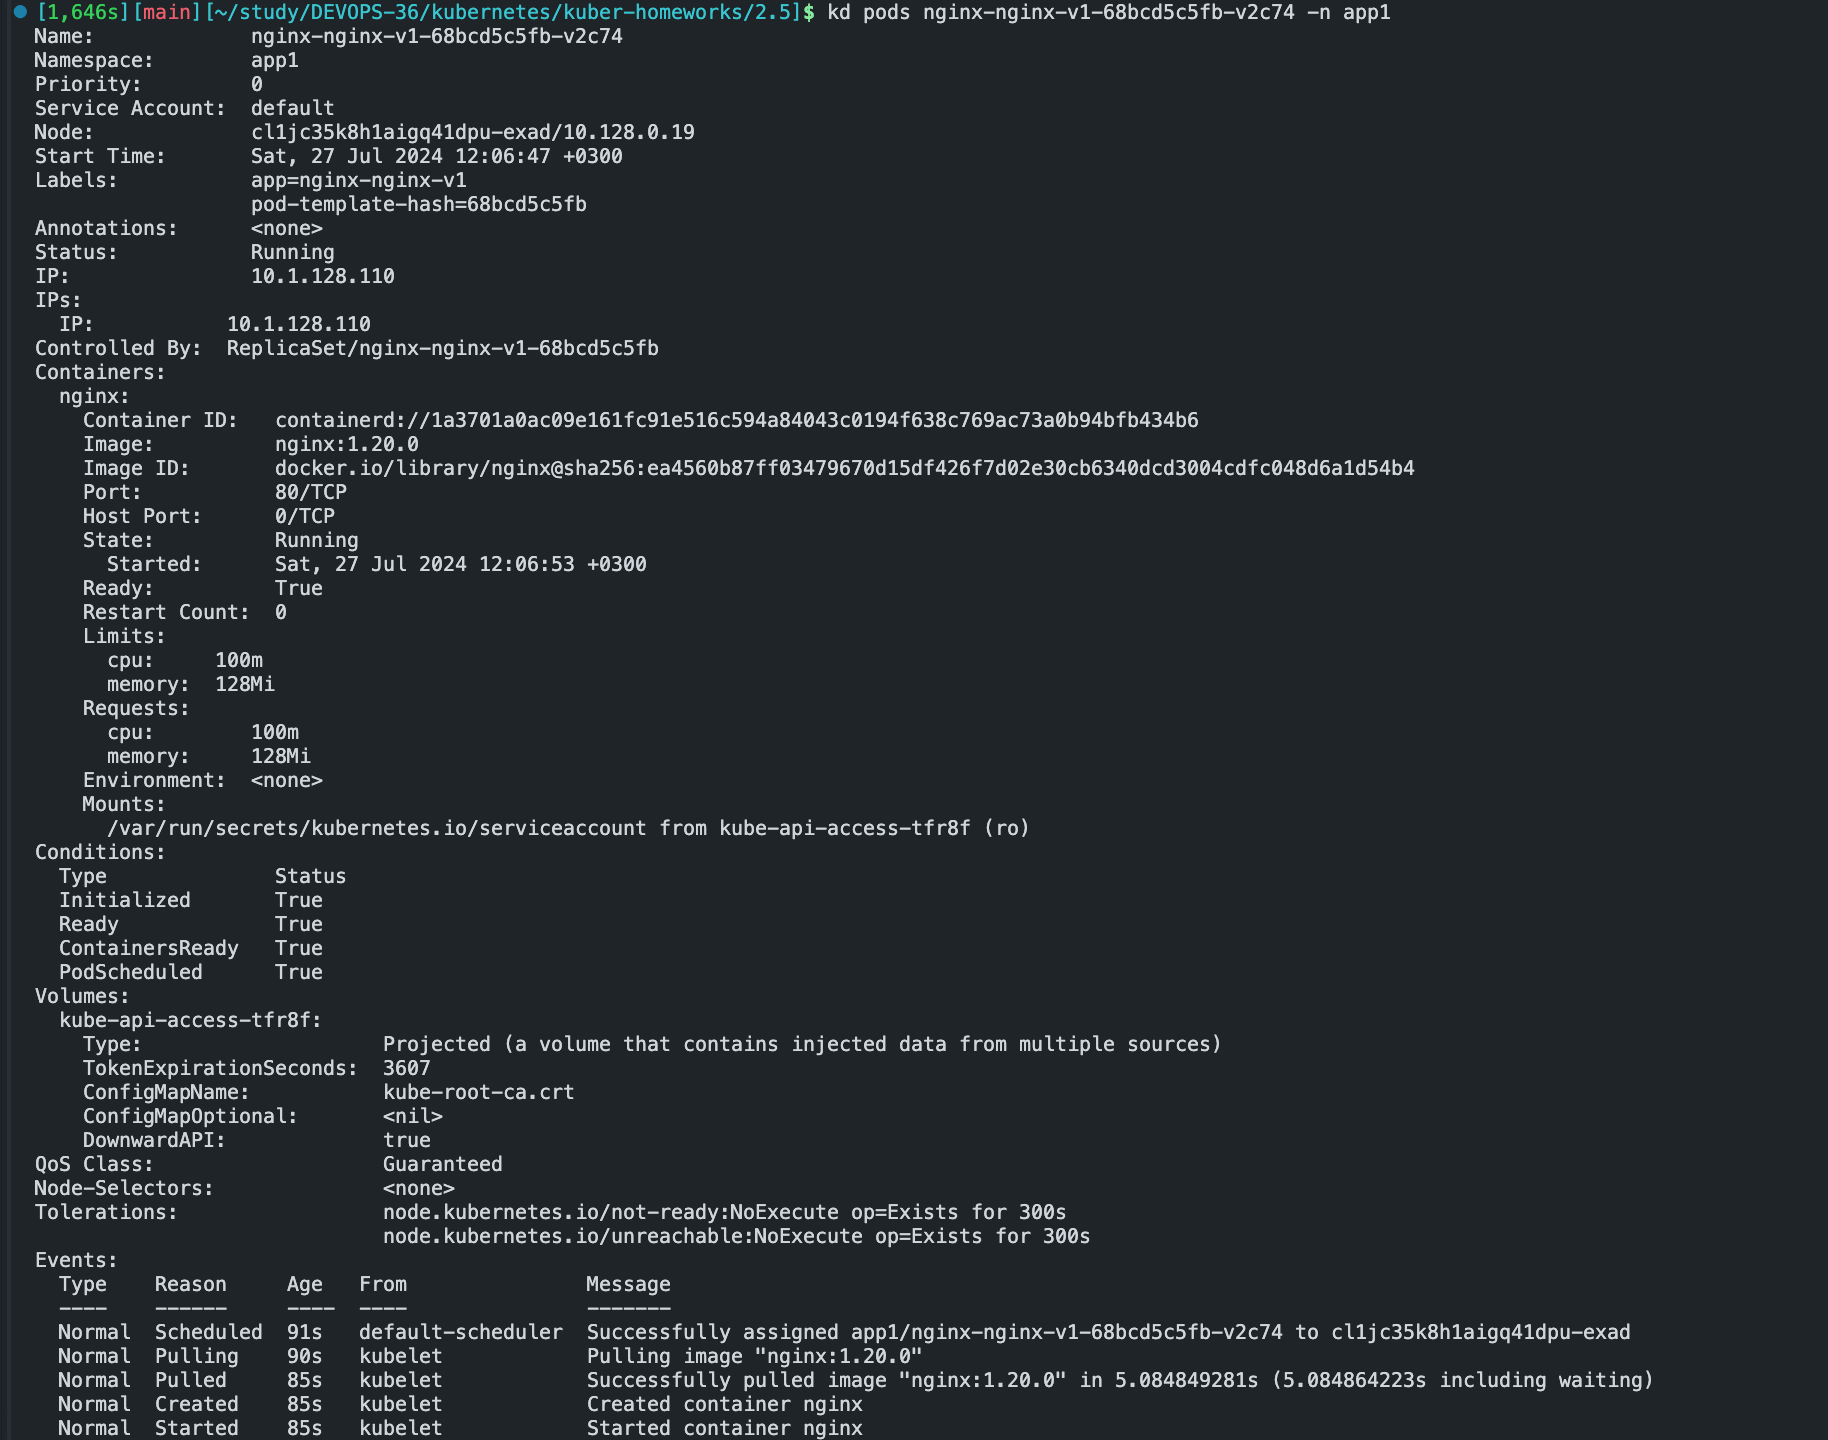 [1,646s][main][~/study/DEVOPS-36/kubernetes/kuber-homeworks/2.5]$ kd pods nginx-nginx-v1-68bcd5c5fb-v2c74 -n app1
Name:             nginx-nginx-v1-68bcd5c5fb-v2c74
Namespace:        app1
Priority:         0
Service Account:  default
Node:             cl1jc35k8h1aigq41dpu-exad/10.128.0.19
Start Time:       Sat, 27 Jul 2024 12:06:47 +0300
Labels:           app=nginx-nginx-v1
                  pod-template-hash=68bcd5c5fb
Annotations:      <none>
Status:           Running
IP:               10.1.128.110
IPs:
  IP:           10.1.128.110
Controlled By:  ReplicaSet/nginx-nginx-v1-68bcd5c5fb
Containers:
  nginx:
    Container ID:   containerd://1a3701a0ac09e161fc91e516c594a84043c0194f638c769ac73a0b94bfb434b6
    Image:          nginx:1.20.0
    Image ID:       docker.io/library/nginx@sha256:ea4560b87ff03479670d15df426f7d02e30cb6340dcd3004cdfc048d6a1d54b4
    Port:           80/TCP
    Host Port:      0/TCP
    State:          Running
      Started:      Sat, 27 Jul 2024 12:06:53 +0300
    Ready:          True
    Restart Count:  0
    Limits:
      cpu:     100m
      memory:  128Mi
    Requests:
      cpu:        100m
      memory:     128Mi
    Environment:  <none>
    Mounts:
      /var/run/secrets/kubernetes.io/serviceaccount from kube-api-access-tfr8f (ro)
Conditions:
  Type              Status
  Initialized       True
  Ready             True
  ContainersReady   True
  PodScheduled      True
Volumes:
  kube-api-access-tfr8f:
    Type:                    Projected (a volume that contains injected data from multiple sources)
    TokenExpirationSeconds:  3607
    ConfigMapName:           kube-root-ca.crt
    ConfigMapOptional:       <nil>
    DownwardAPI:             true
QoS Class:                   Guaranteed
Node-Selectors:              <none>
Tolerations:                 node.kubernetes.io/not-ready:NoExecute op=Exists for 300s
                             node.kubernetes.io/unreachable:NoExecute op=Exists for 300s
Events:
  Type    Reason     Age   From               Message
  ----    ------     ----  ----               -------
  Normal  Scheduled  91s   default-scheduler  Successfully assigned app1/nginx-nginx-v1-68bcd5c5fb-v2c74 to cl1jc35k8h1aigq41dpu-exad
  Normal  Pulling    90s   kubelet            Pulling image "nginx:1.20.0"
  Normal  Pulled     85s   kubelet            Successfully pulled image "nginx:1.20.0" in 5.084849281s (5.084864223s including waiting)
  Normal  Created    85s   kubelet            Created container nginx
  Normal  Started    85s   kubelet            Started container nginx